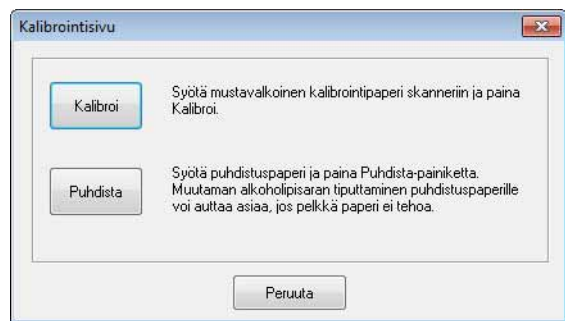 Kalibrointisivu
Kalibroi
Syötä mustavalkoinen kalibrointipaperi skanneriin ja paina
Kalibroi.
Puhdista
Syötä puhdistuspaperi ja paina Puhdista-painiketta.
Muutaman alkoholipisaran tiputtaminen puhdistuspaperille
voi auttaa asiaa, jos pelkkä paperi ei tehoa.
Peruuta